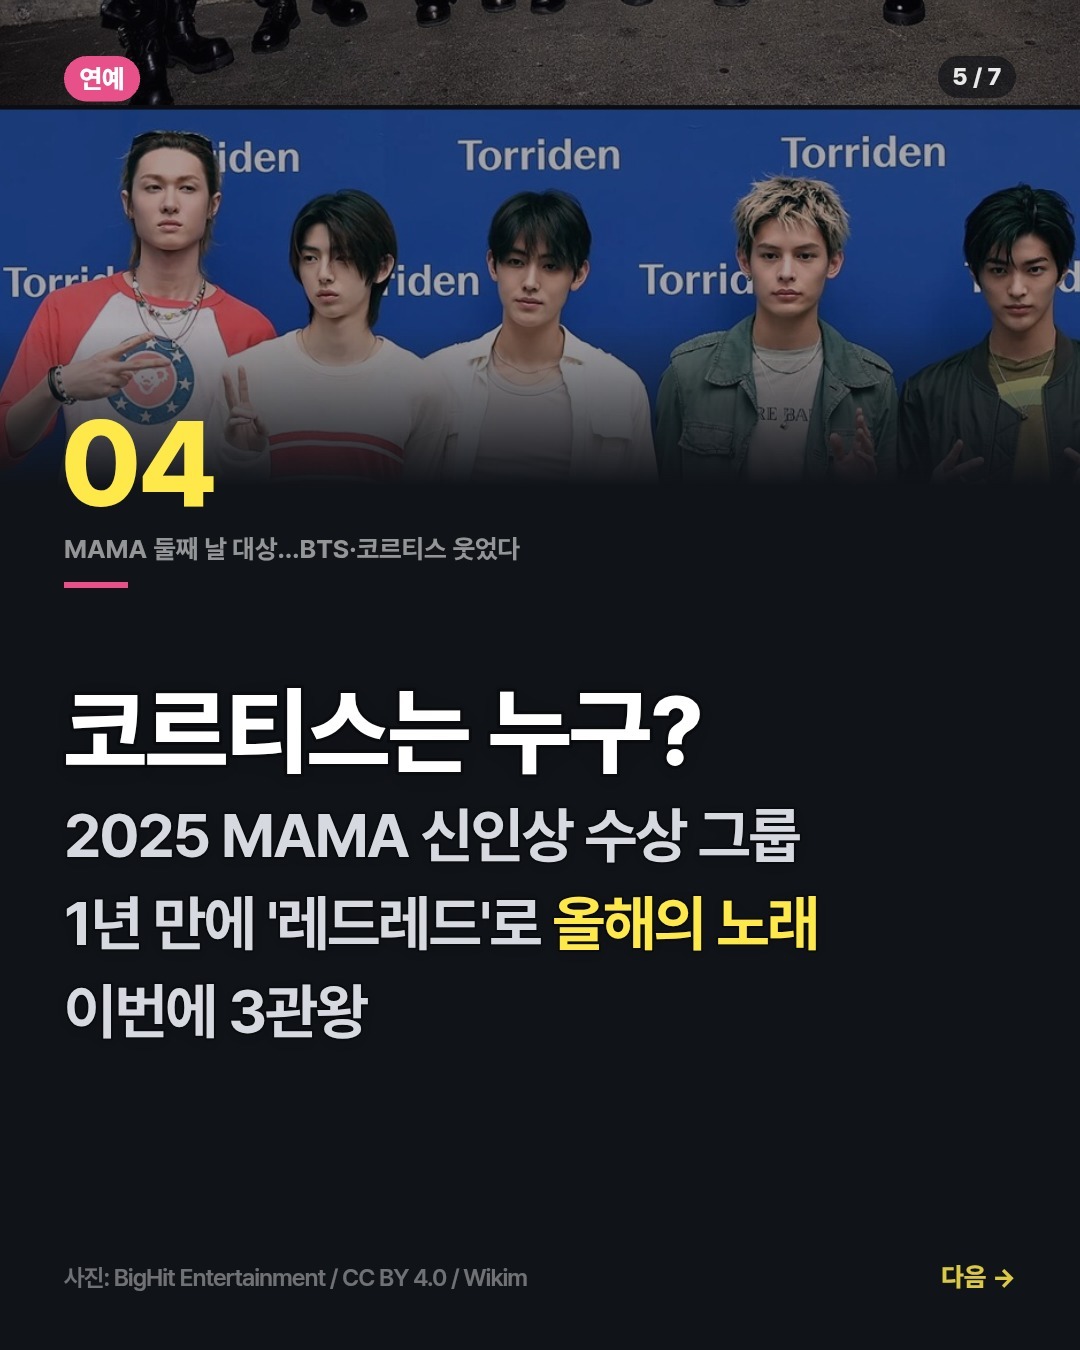 연예
5 / 7
Torriden Torriden
04
MAMA 둘째 날 대상...BTS·코르티스 웃었다
코르티스는 누구?
2025 MAMA 신인상 수상 그룹
1년 만에 '레드레드'로 올해의 노래
이번에 3관왕
사진: BigHit Entertainment / CC BY 4.0 / Wikim
다음 →